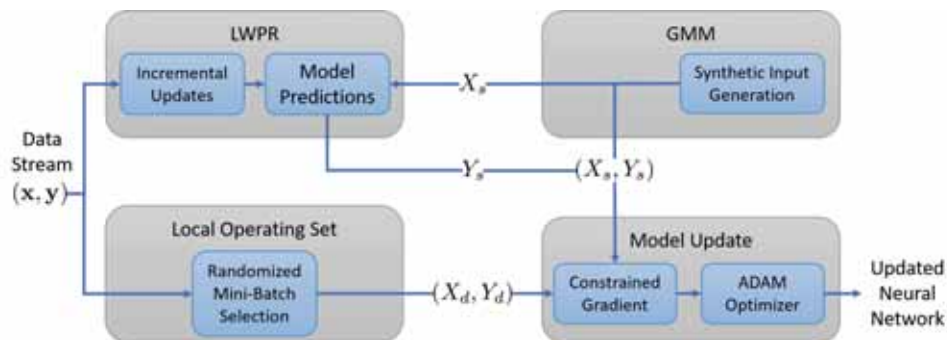 LWPR
Incremental
Updates
Model
Predictions
X_s
GMM
Synthetic Input
Generation
Data
Stream
(x, y)
Y_s
(X_s, Y_s)
Local Operating Set
Randomized
Mini-Batch
Selection
(X_d, Y_d)
Model Update
Constrained
Gradient
ADAM
Optimizer
Updated
Neural
Network